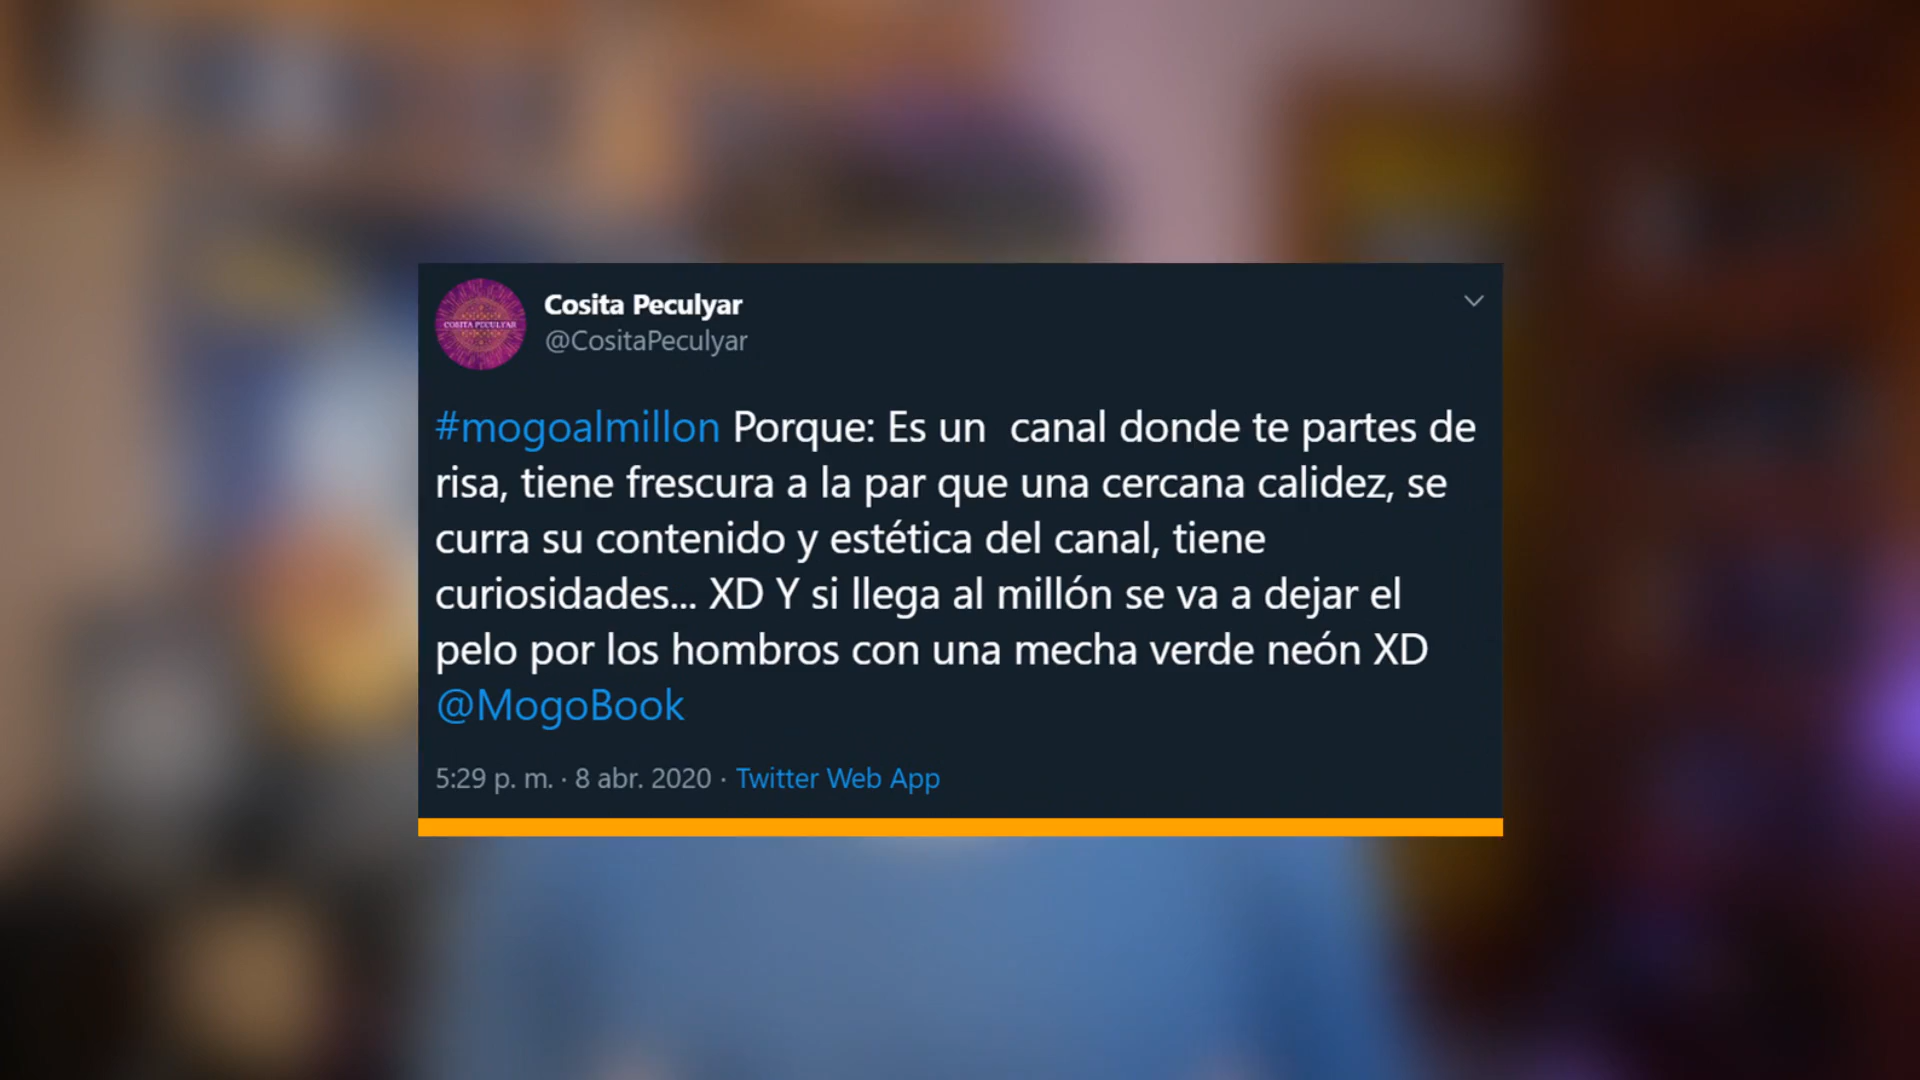 Cosita Peculyar
@CositaPeculyar
COSITA PECULYAR
#mogoalmillon Porque: Es un  canal donde te partes de
risa, tiene frescura a la par que una cercana calidez, se
curra su contenido y estética del canal, tiene
curiosidades... XD Y si llega al millón se va a dejar el
pelo por los hombros con una mecha verde neón XD
@MogoBook
5:29 p. m. · 8 abr. 2020 · Twitter Web App